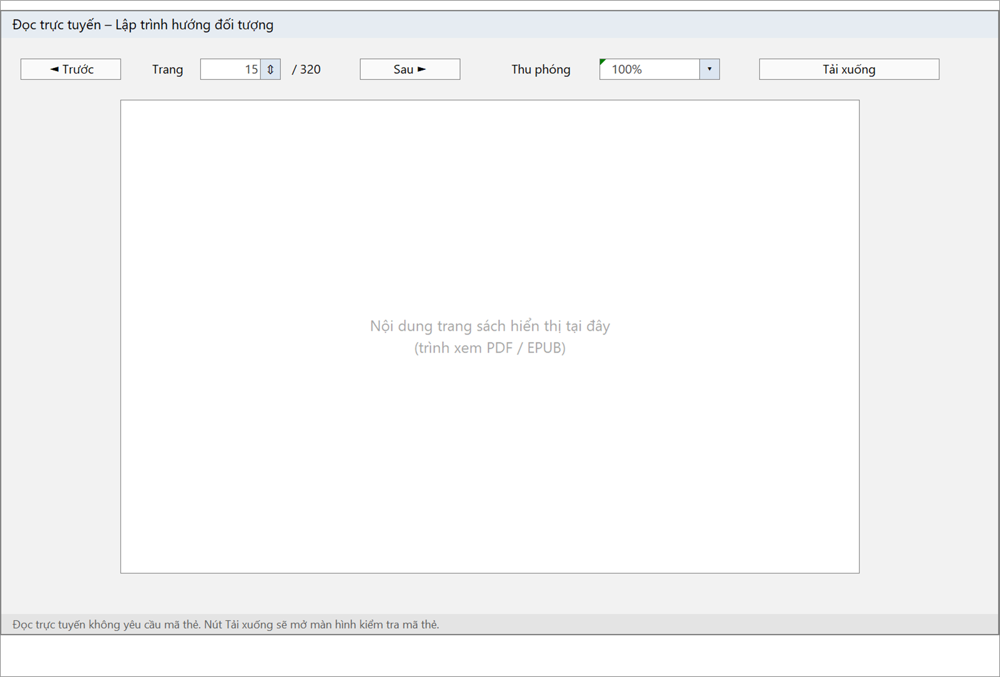 Đọc trực tuyến – Lập trình hướng đối tượng
◄ Trước Trang 15 ⇕ / 320 Sau ► Thu phóng 100% ▾ Tải xuống
Nội dung trang sách hiển thị tại đây
(trình xem PDF / EPUB)
Đọc trực tuyến không yêu cầu mã thẻ. Nút Tải xuống sẽ mở màn hình kiểm tra mã thẻ.